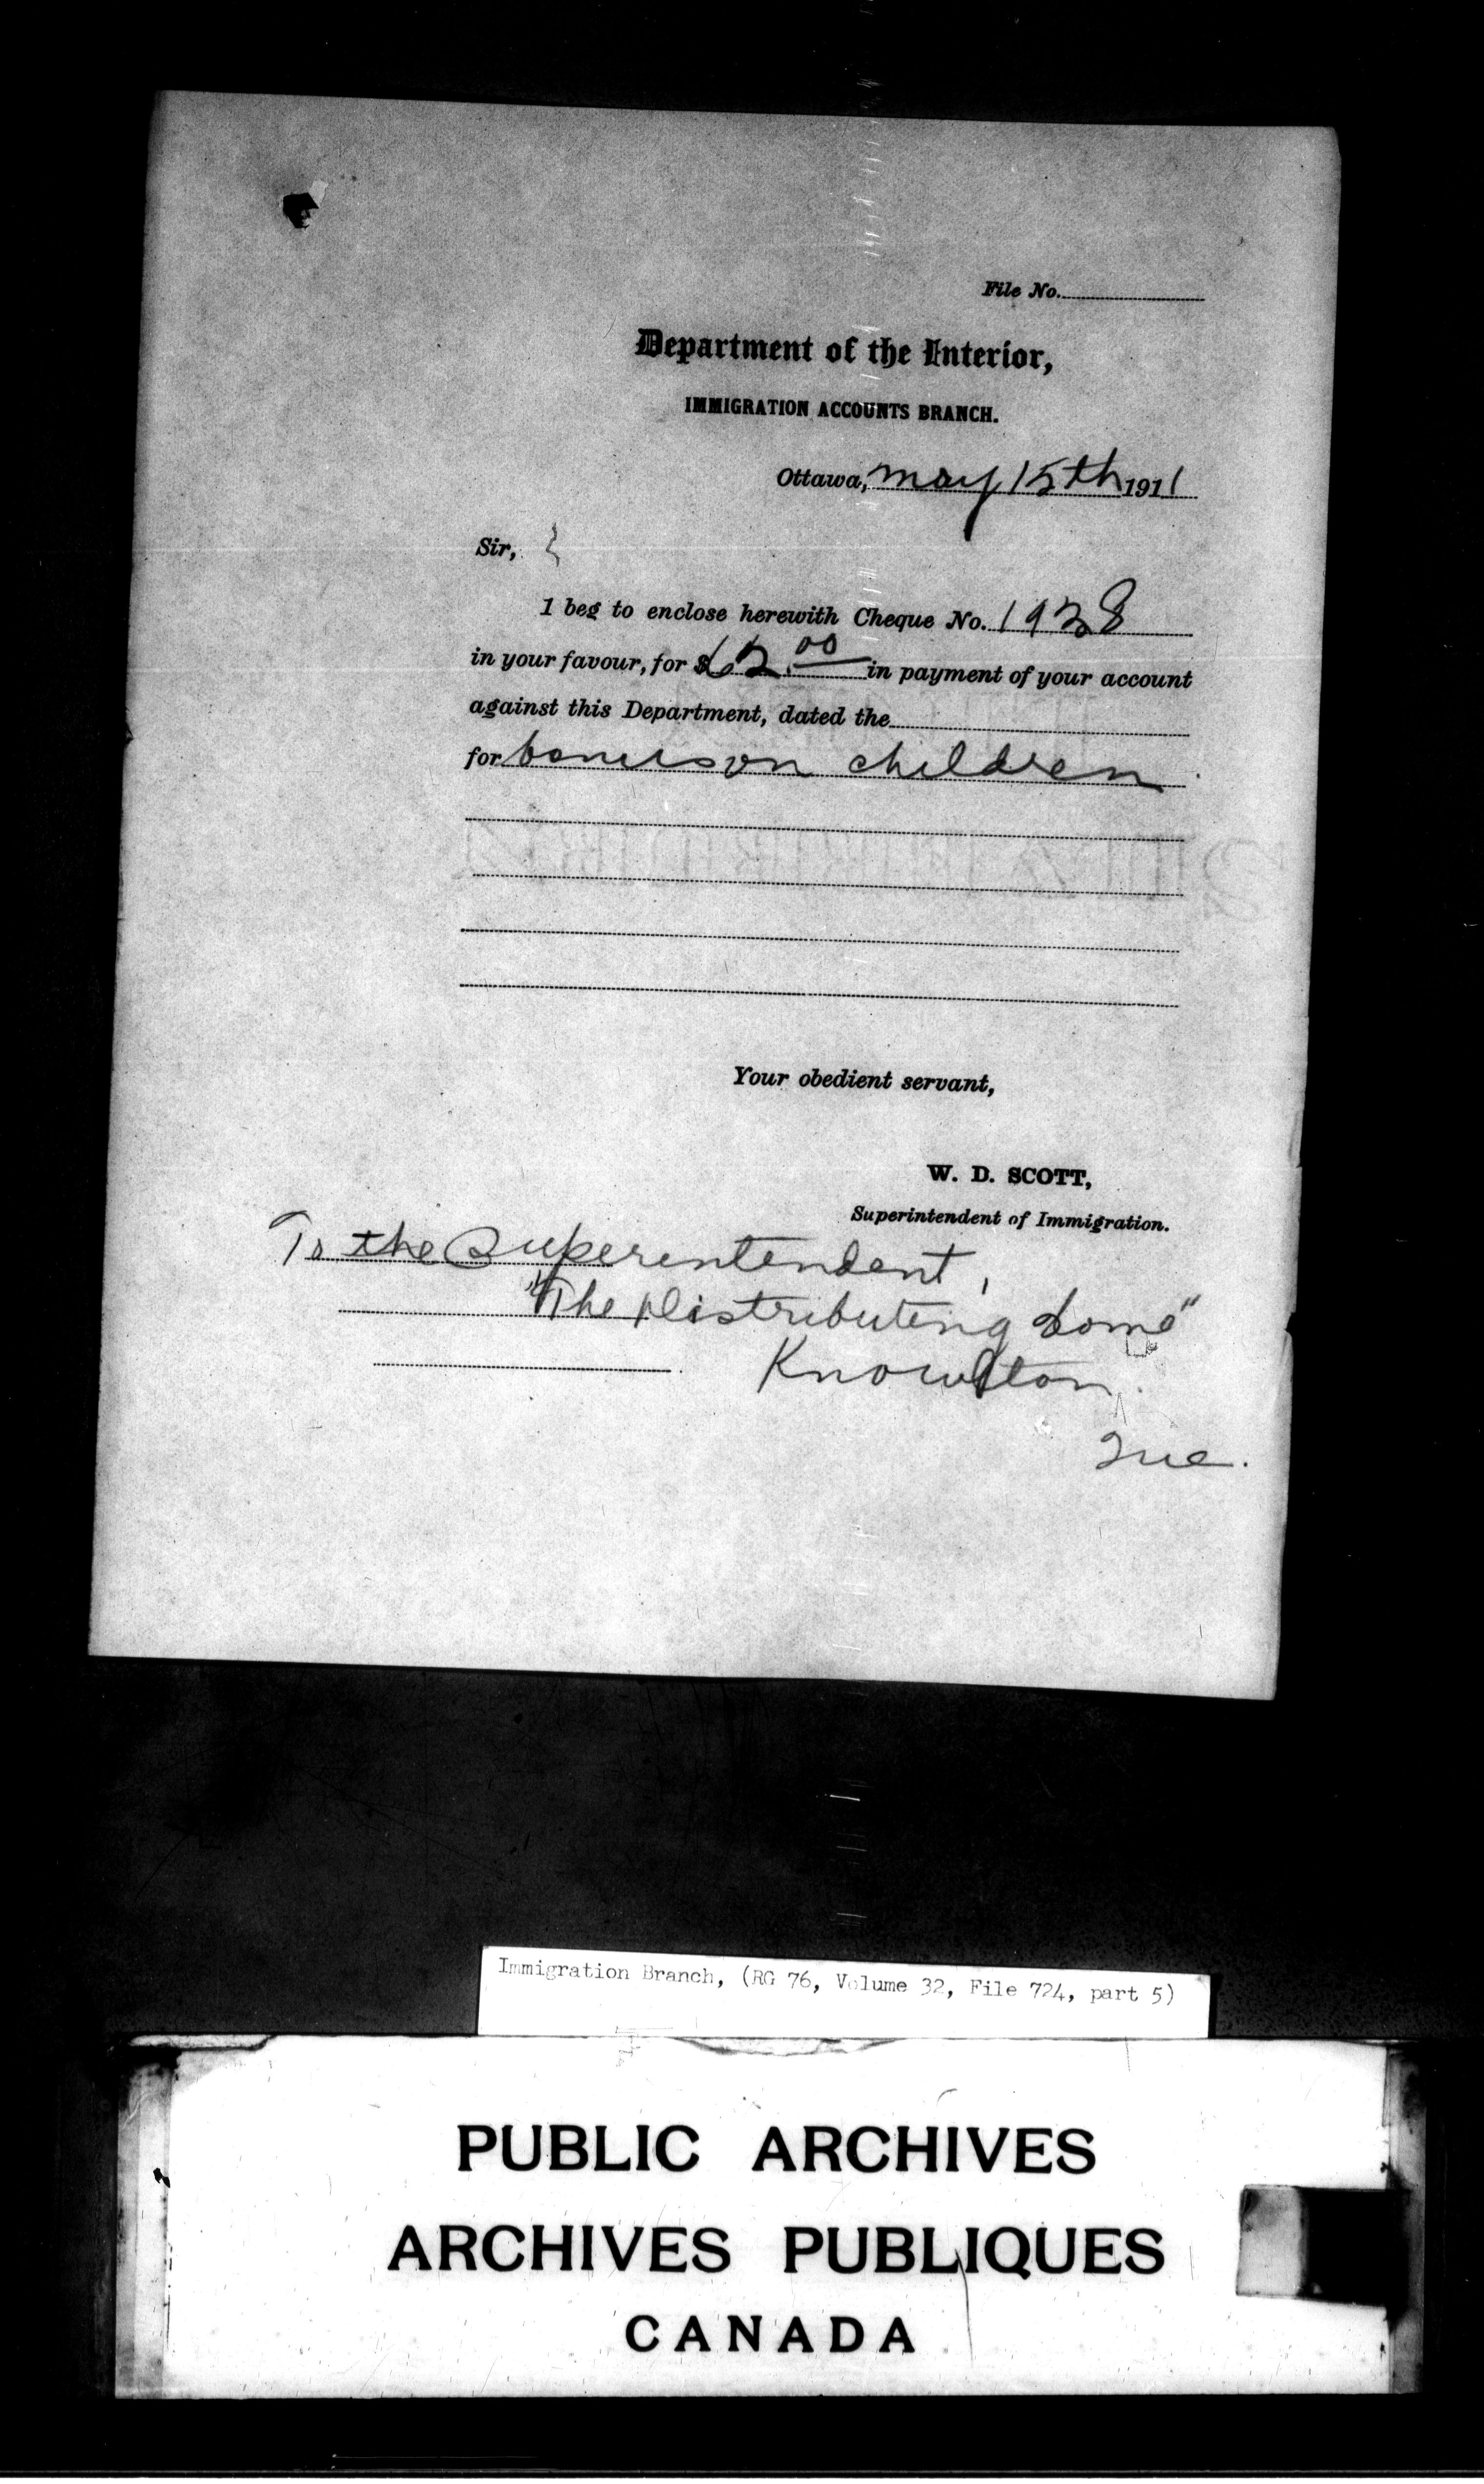 File No.
Department of the Interior,
IMMIGRATION ACCOUNTS BRANCH.
Ottawa, May 15th 1911
Sir,
I beg to enclose herewith Cheque No. 1928
in your favour, for $62.00 in payment of your account
against this Department, dated the
for bonus on children
Your obedient servant,
W. D. SCOTT,
Superintendent of Immigration.
To the Superentendent,
"The Distributing Home"
Knowlton,
Que.
Immigration Branch, (RG 76, Volume 32, File 724, part 5)
PUBLIC ARCHIVES
ARCHIVES PUBLIQUES
CANADA